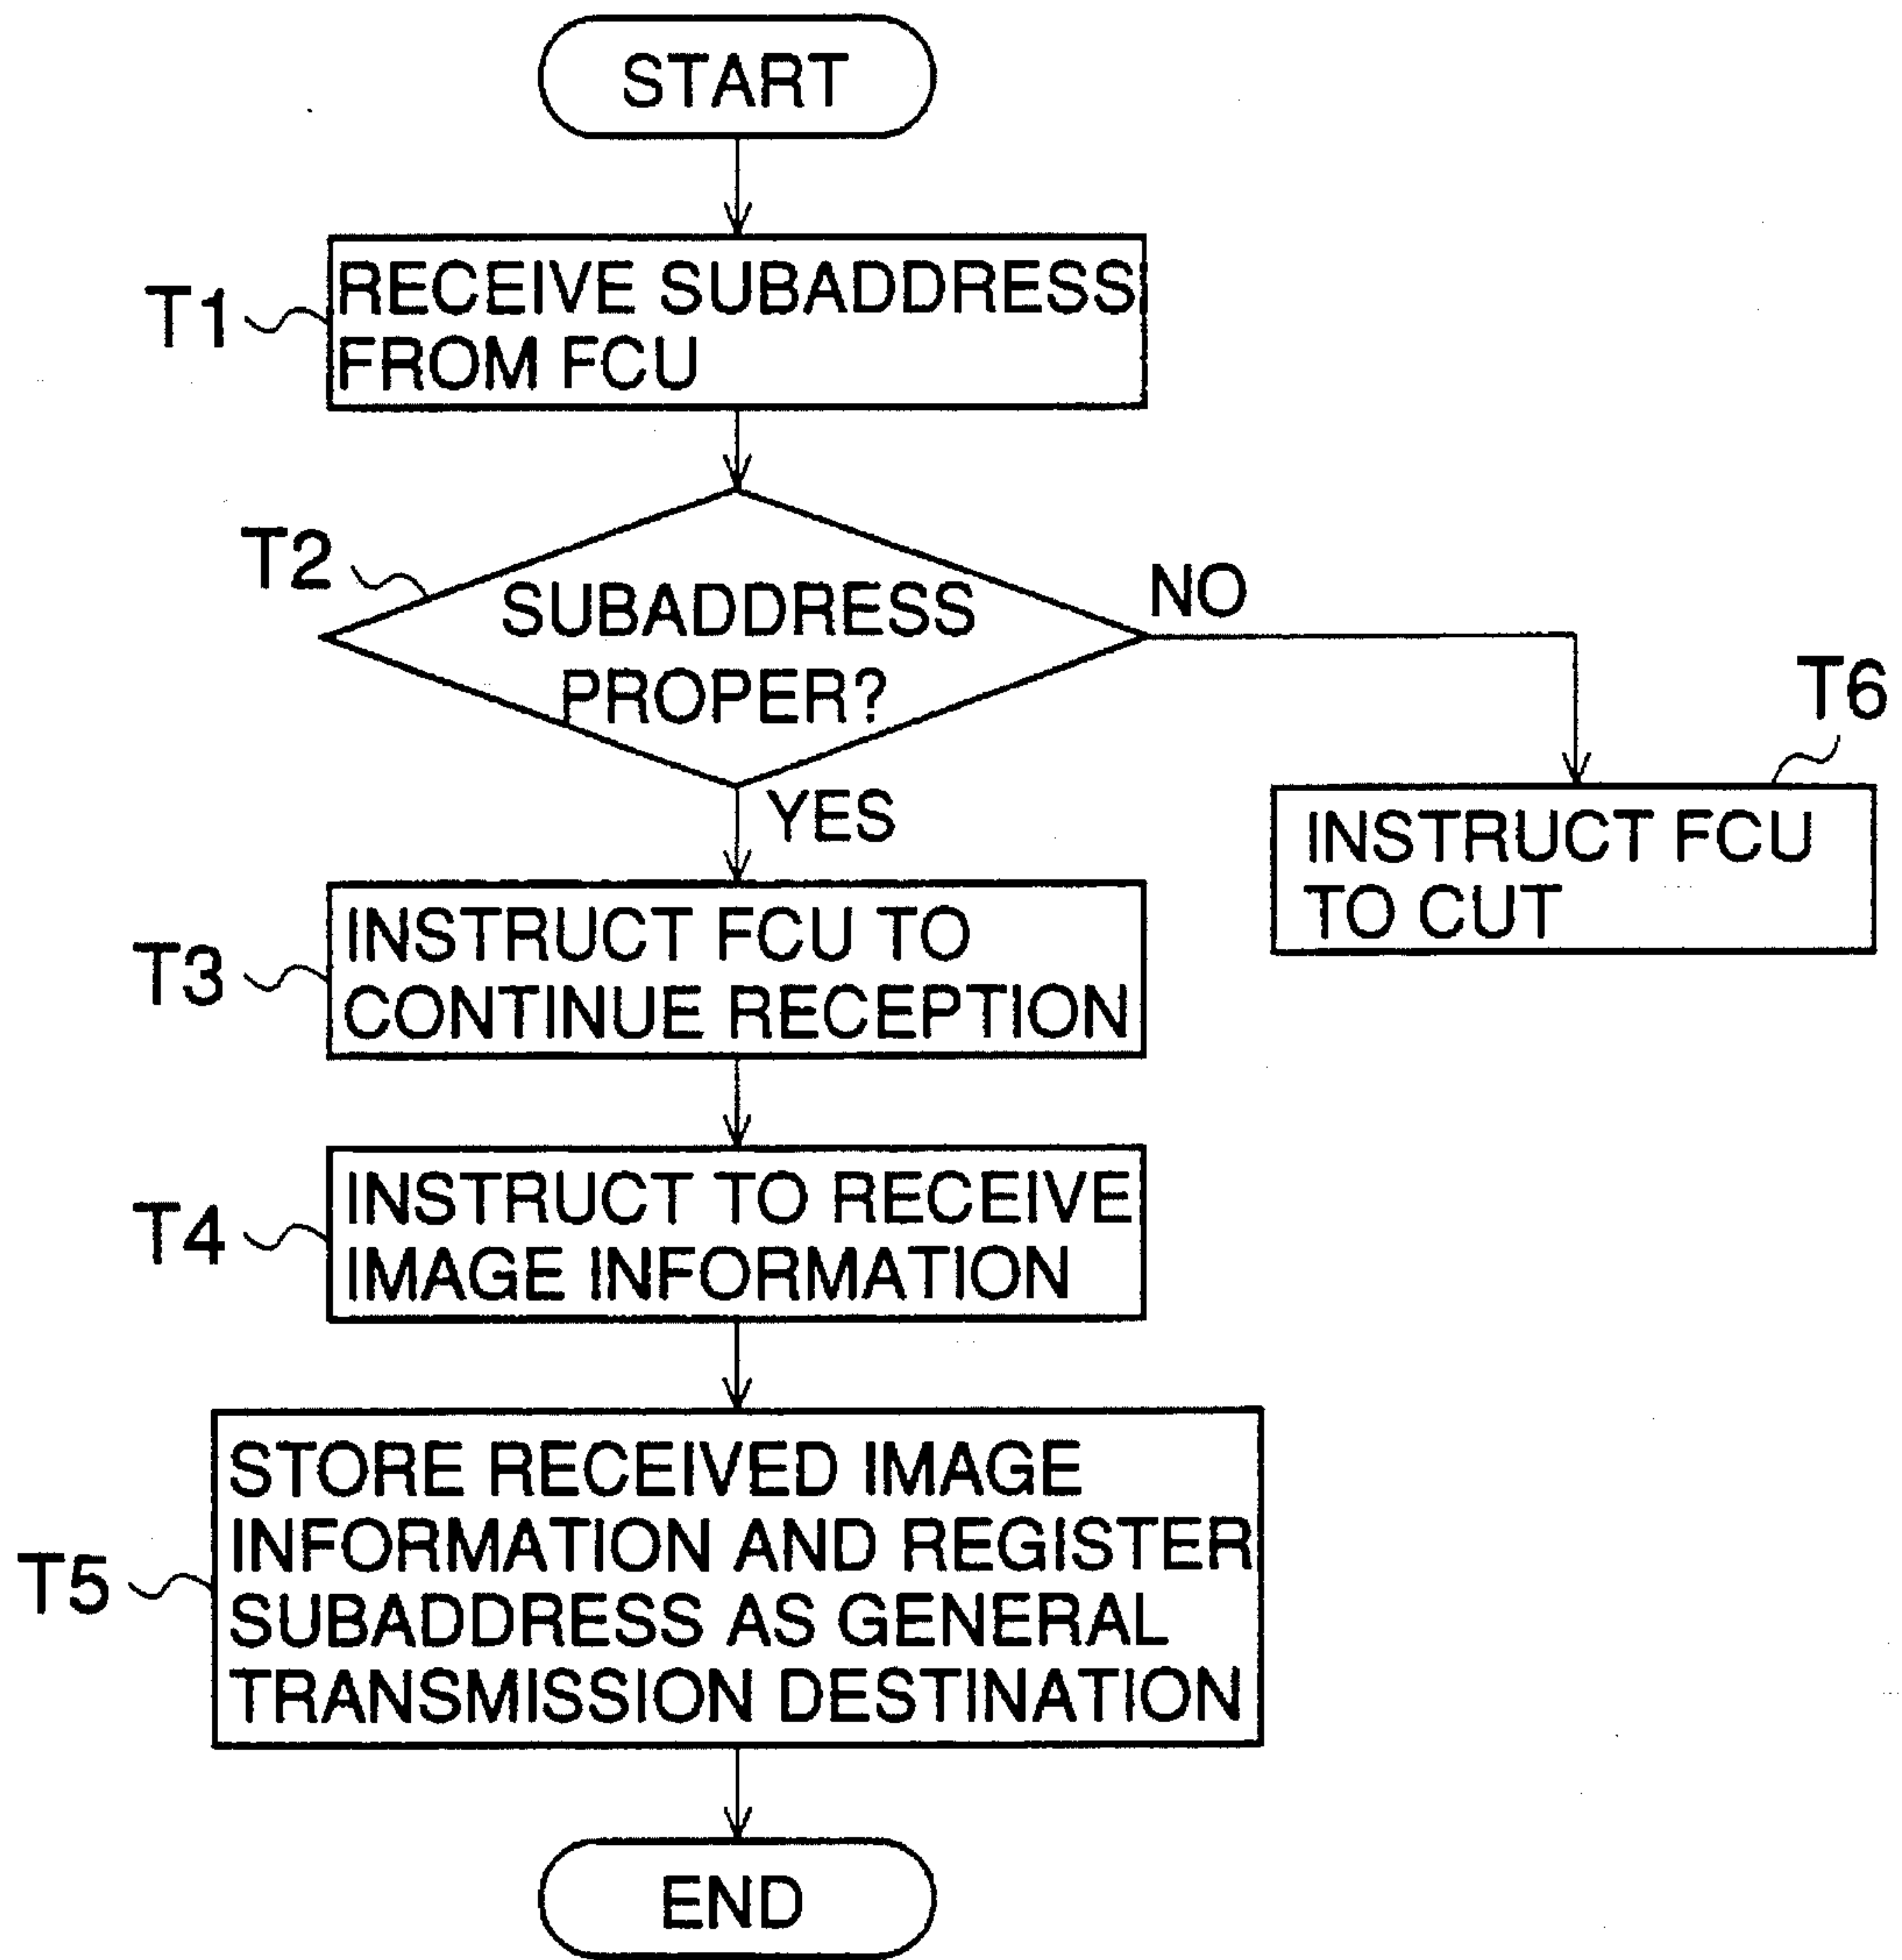 START
T1
RECEIVE SUBADDRESS
FROM FCU
T2
SUBADDRESS
PROPER?
NO
YES
T6
INSTRUCT FCU
TO CUT
T3
INSTRUCT FCU TO
CONTINUE RECEPTION
T4
INSTRUCT TO RECEIVE
IMAGE INFORMATION
T5
STORE RECEIVED IMAGE
INFORMATION AND REGISTER
SUBADDRESS AS GENERAL
TRANSMISSION DESTINATION
END